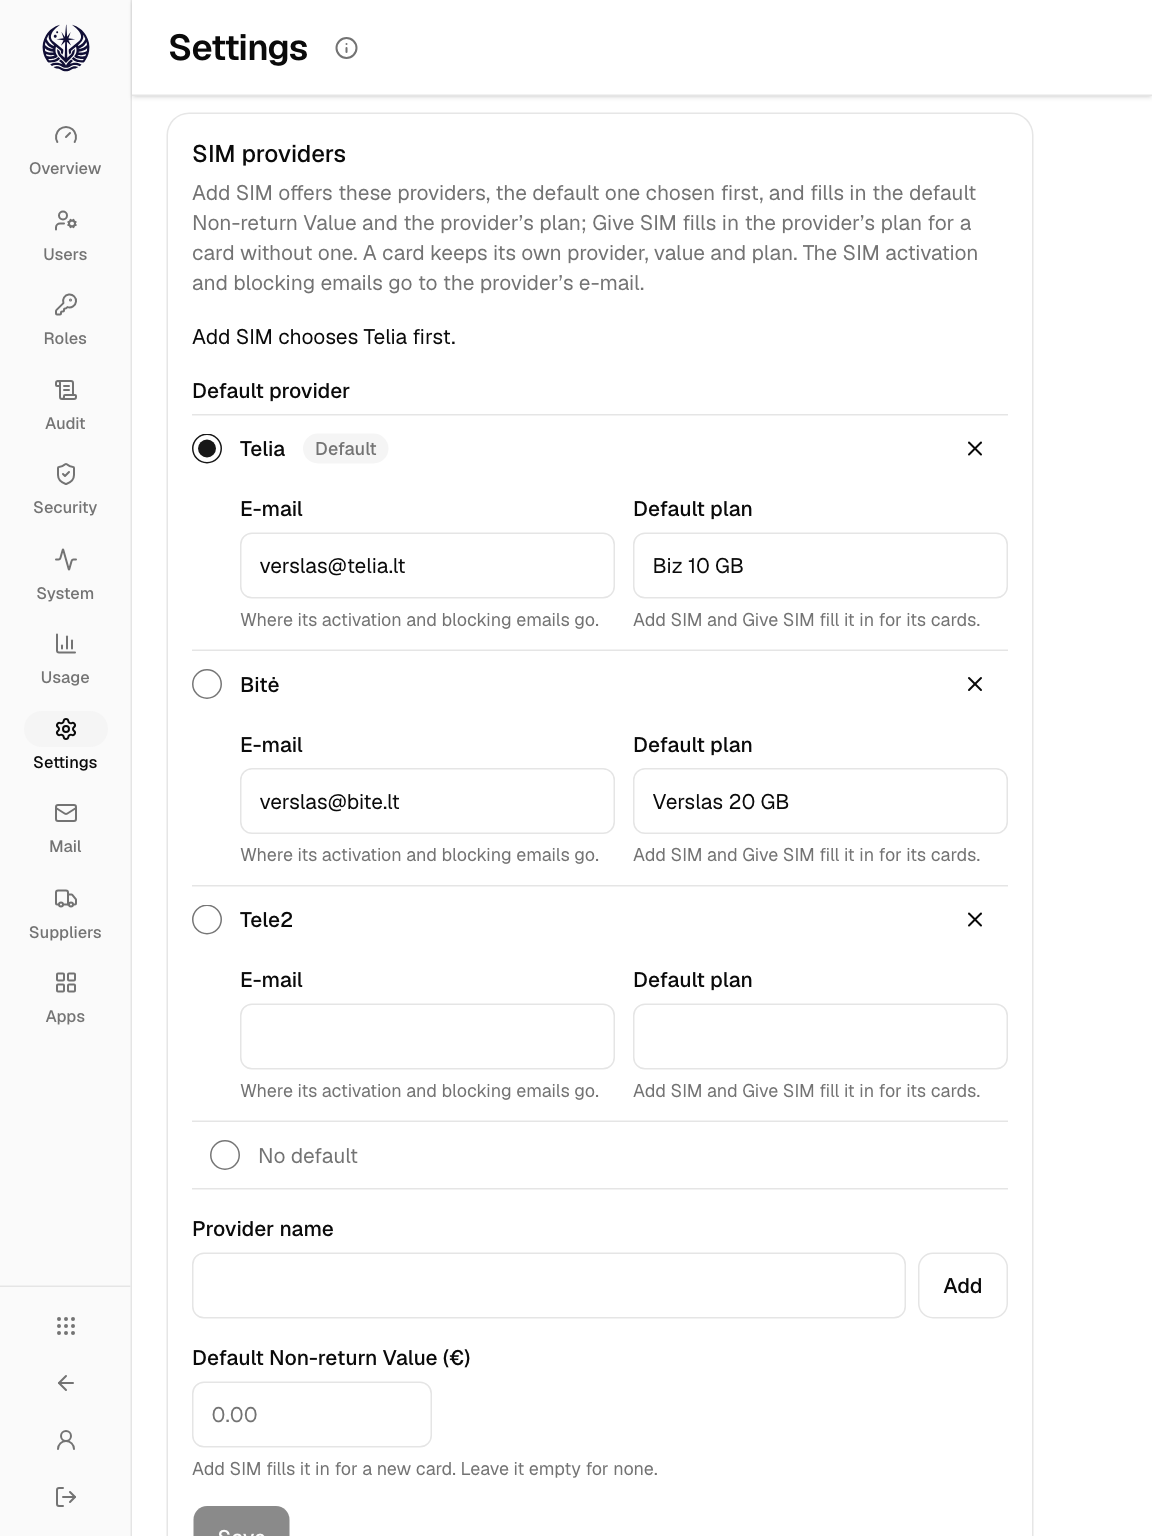 Settings
Overview
Users
Roles
Audit
Security
System
Usage
Settings
Mail
Suppliers
Apps
SIM providers
Add SIM offers these providers, the default one chosen first, and fills in the default
Non-return Value and the provider’s plan; Give SIM fills in the provider’s plan for a
card without one. A card keeps its own provider, value and plan. The SIM activation
and blocking emails go to the provider’s e-mail.
Add SIM chooses Telia first.
Default provider
Telia Default
E-mail Default plan
verslas@telia.lt Biz 10 GB
Where its activation and blocking emails go. Add SIM and Give SIM fill it in for its cards.
Bitė
E-mail Default plan
verslas@bite.lt Verslas 20 GB
Where its activation and blocking emails go. Add SIM and Give SIM fill it in for its cards.
Tele2
E-mail Default plan
Where its activation and blocking emails go. Add SIM and Give SIM fill it in for its cards.
No default
Provider name
Add
Default Non-return Value (€)
0.00
Add SIM fills it in for a new card. Leave it empty for none.
Save